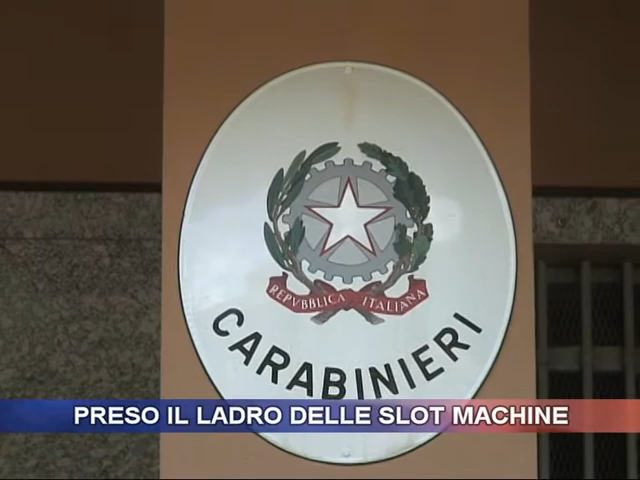 REPVBBLICA ITALIANA
CARABINIERI
PRESO IL LADRO DELLE SLOT MACHINE